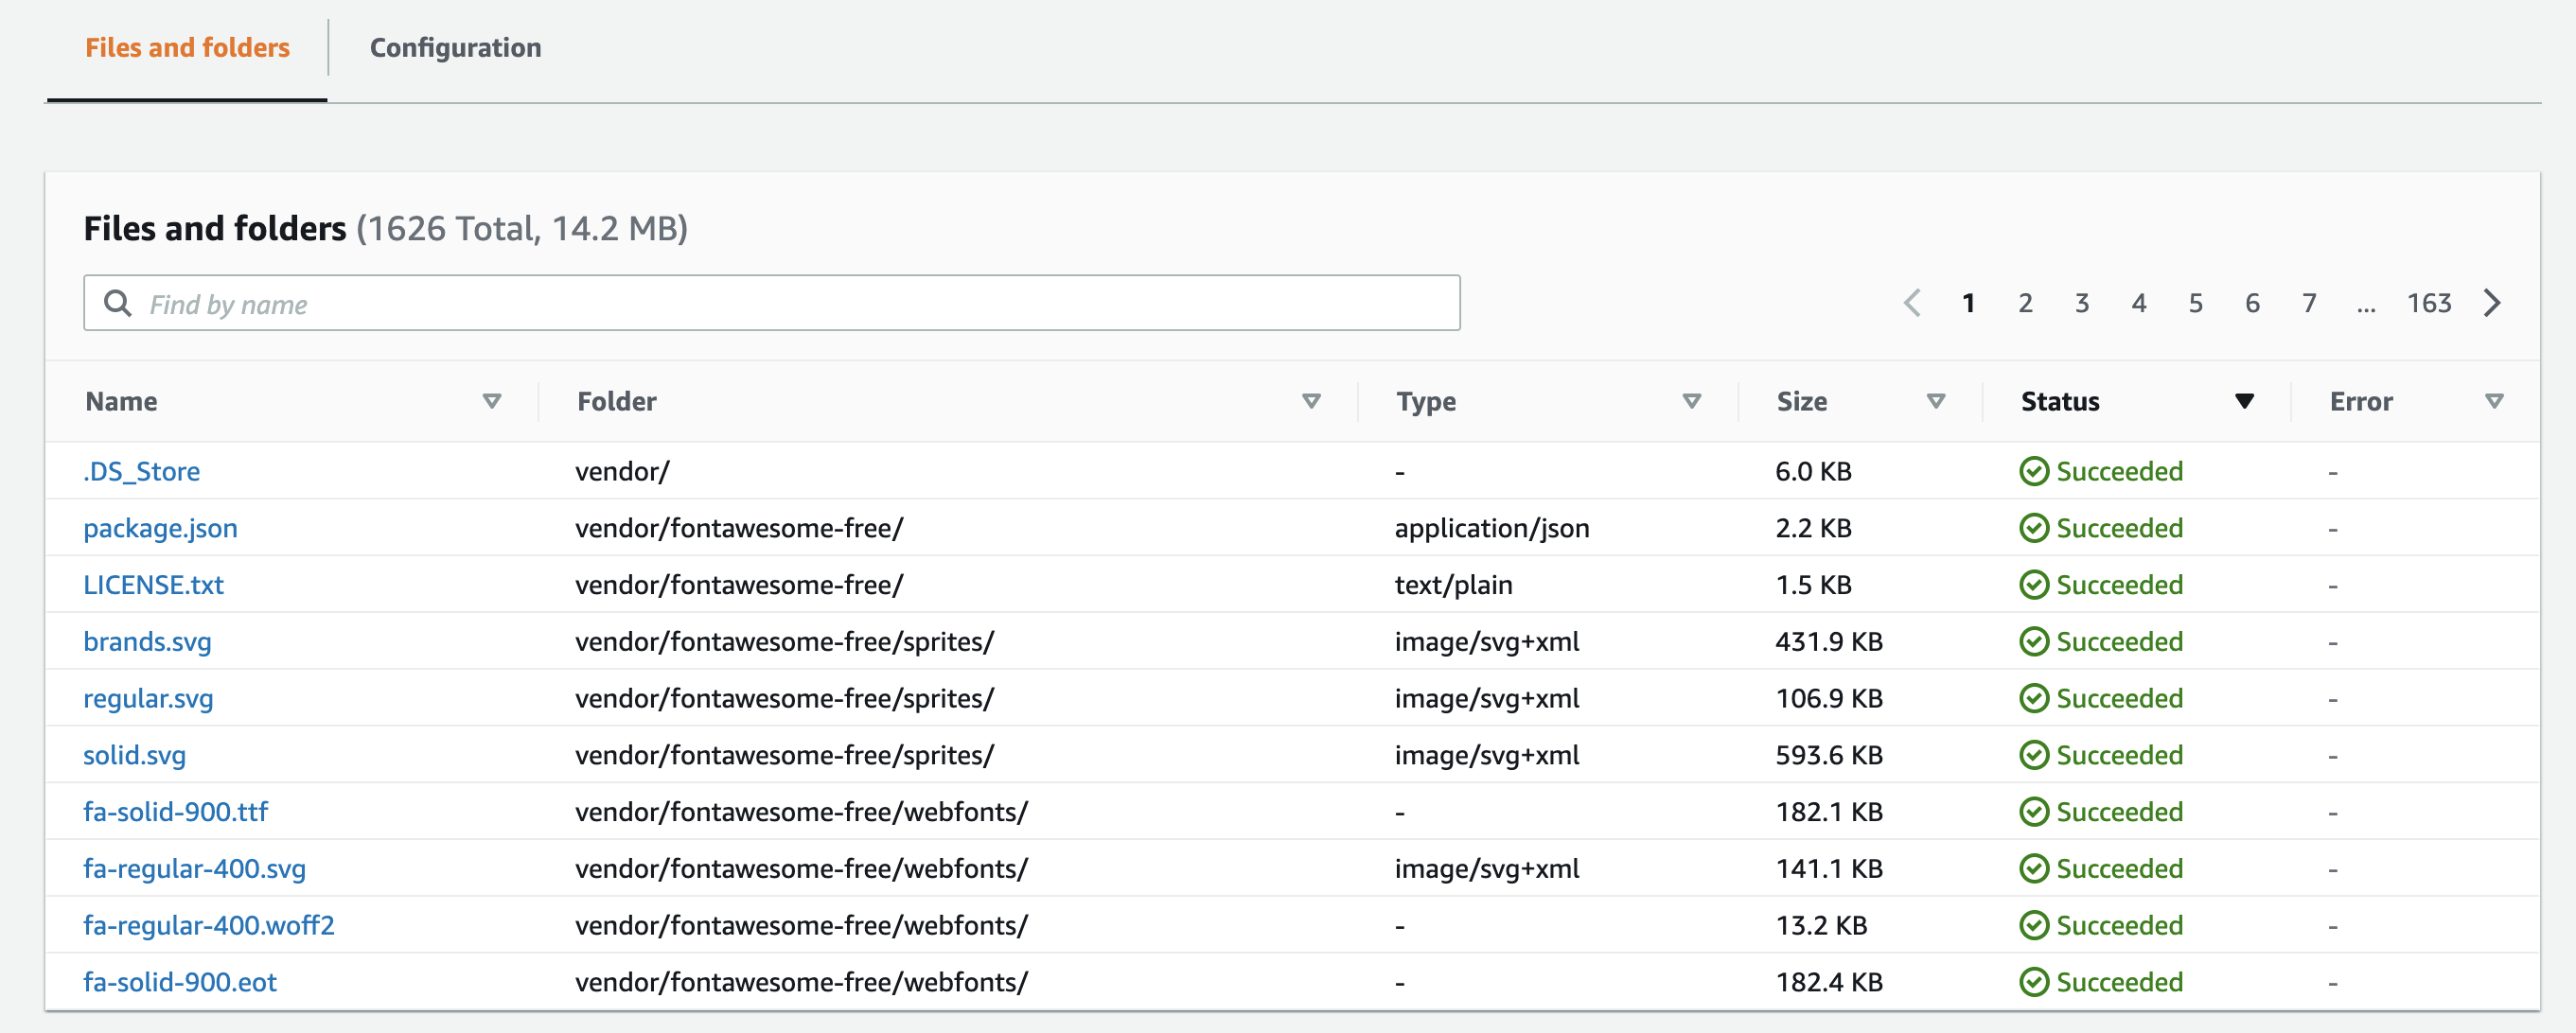 Files and folders Configuration
Files and folders (1626 Total, 14.2 MB)
Find by name 1 2 3 4 5 6 7 ... 163
Name Folder Type Size Status Error
.DS_Store vendor/ - 6.0 KB Succeeded -
package.json vendor/fontawesome-free/ application/json 2.2 KB Succeeded -
LICENSE.txt vendor/fontawesome-free/ text/plain 1.5 KB Succeeded -
brands.svg vendor/fontawesome-free/sprites/ image/svg+xml 431.9 KB Succeeded -
regular.svg vendor/fontawesome-free/sprites/ image/svg+xml 106.9 KB Succeeded -
solid.svg vendor/fontawesome-free/sprites/ image/svg+xml 593.6 KB Succeeded -
fa-solid-900.ttf vendor/fontawesome-free/webfonts/ - 182.1 KB Succeeded -
fa-regular-400.svg vendor/fontawesome-free/webfonts/ image/svg+xml 141.1 KB Succeeded -
fa-regular-400.woff2 vendor/fontawesome-free/webfonts/ - 13.2 KB Succeeded -
fa-solid-900.eot vendor/fontawesome-free/webfonts/ - 182.4 KB Succeeded -